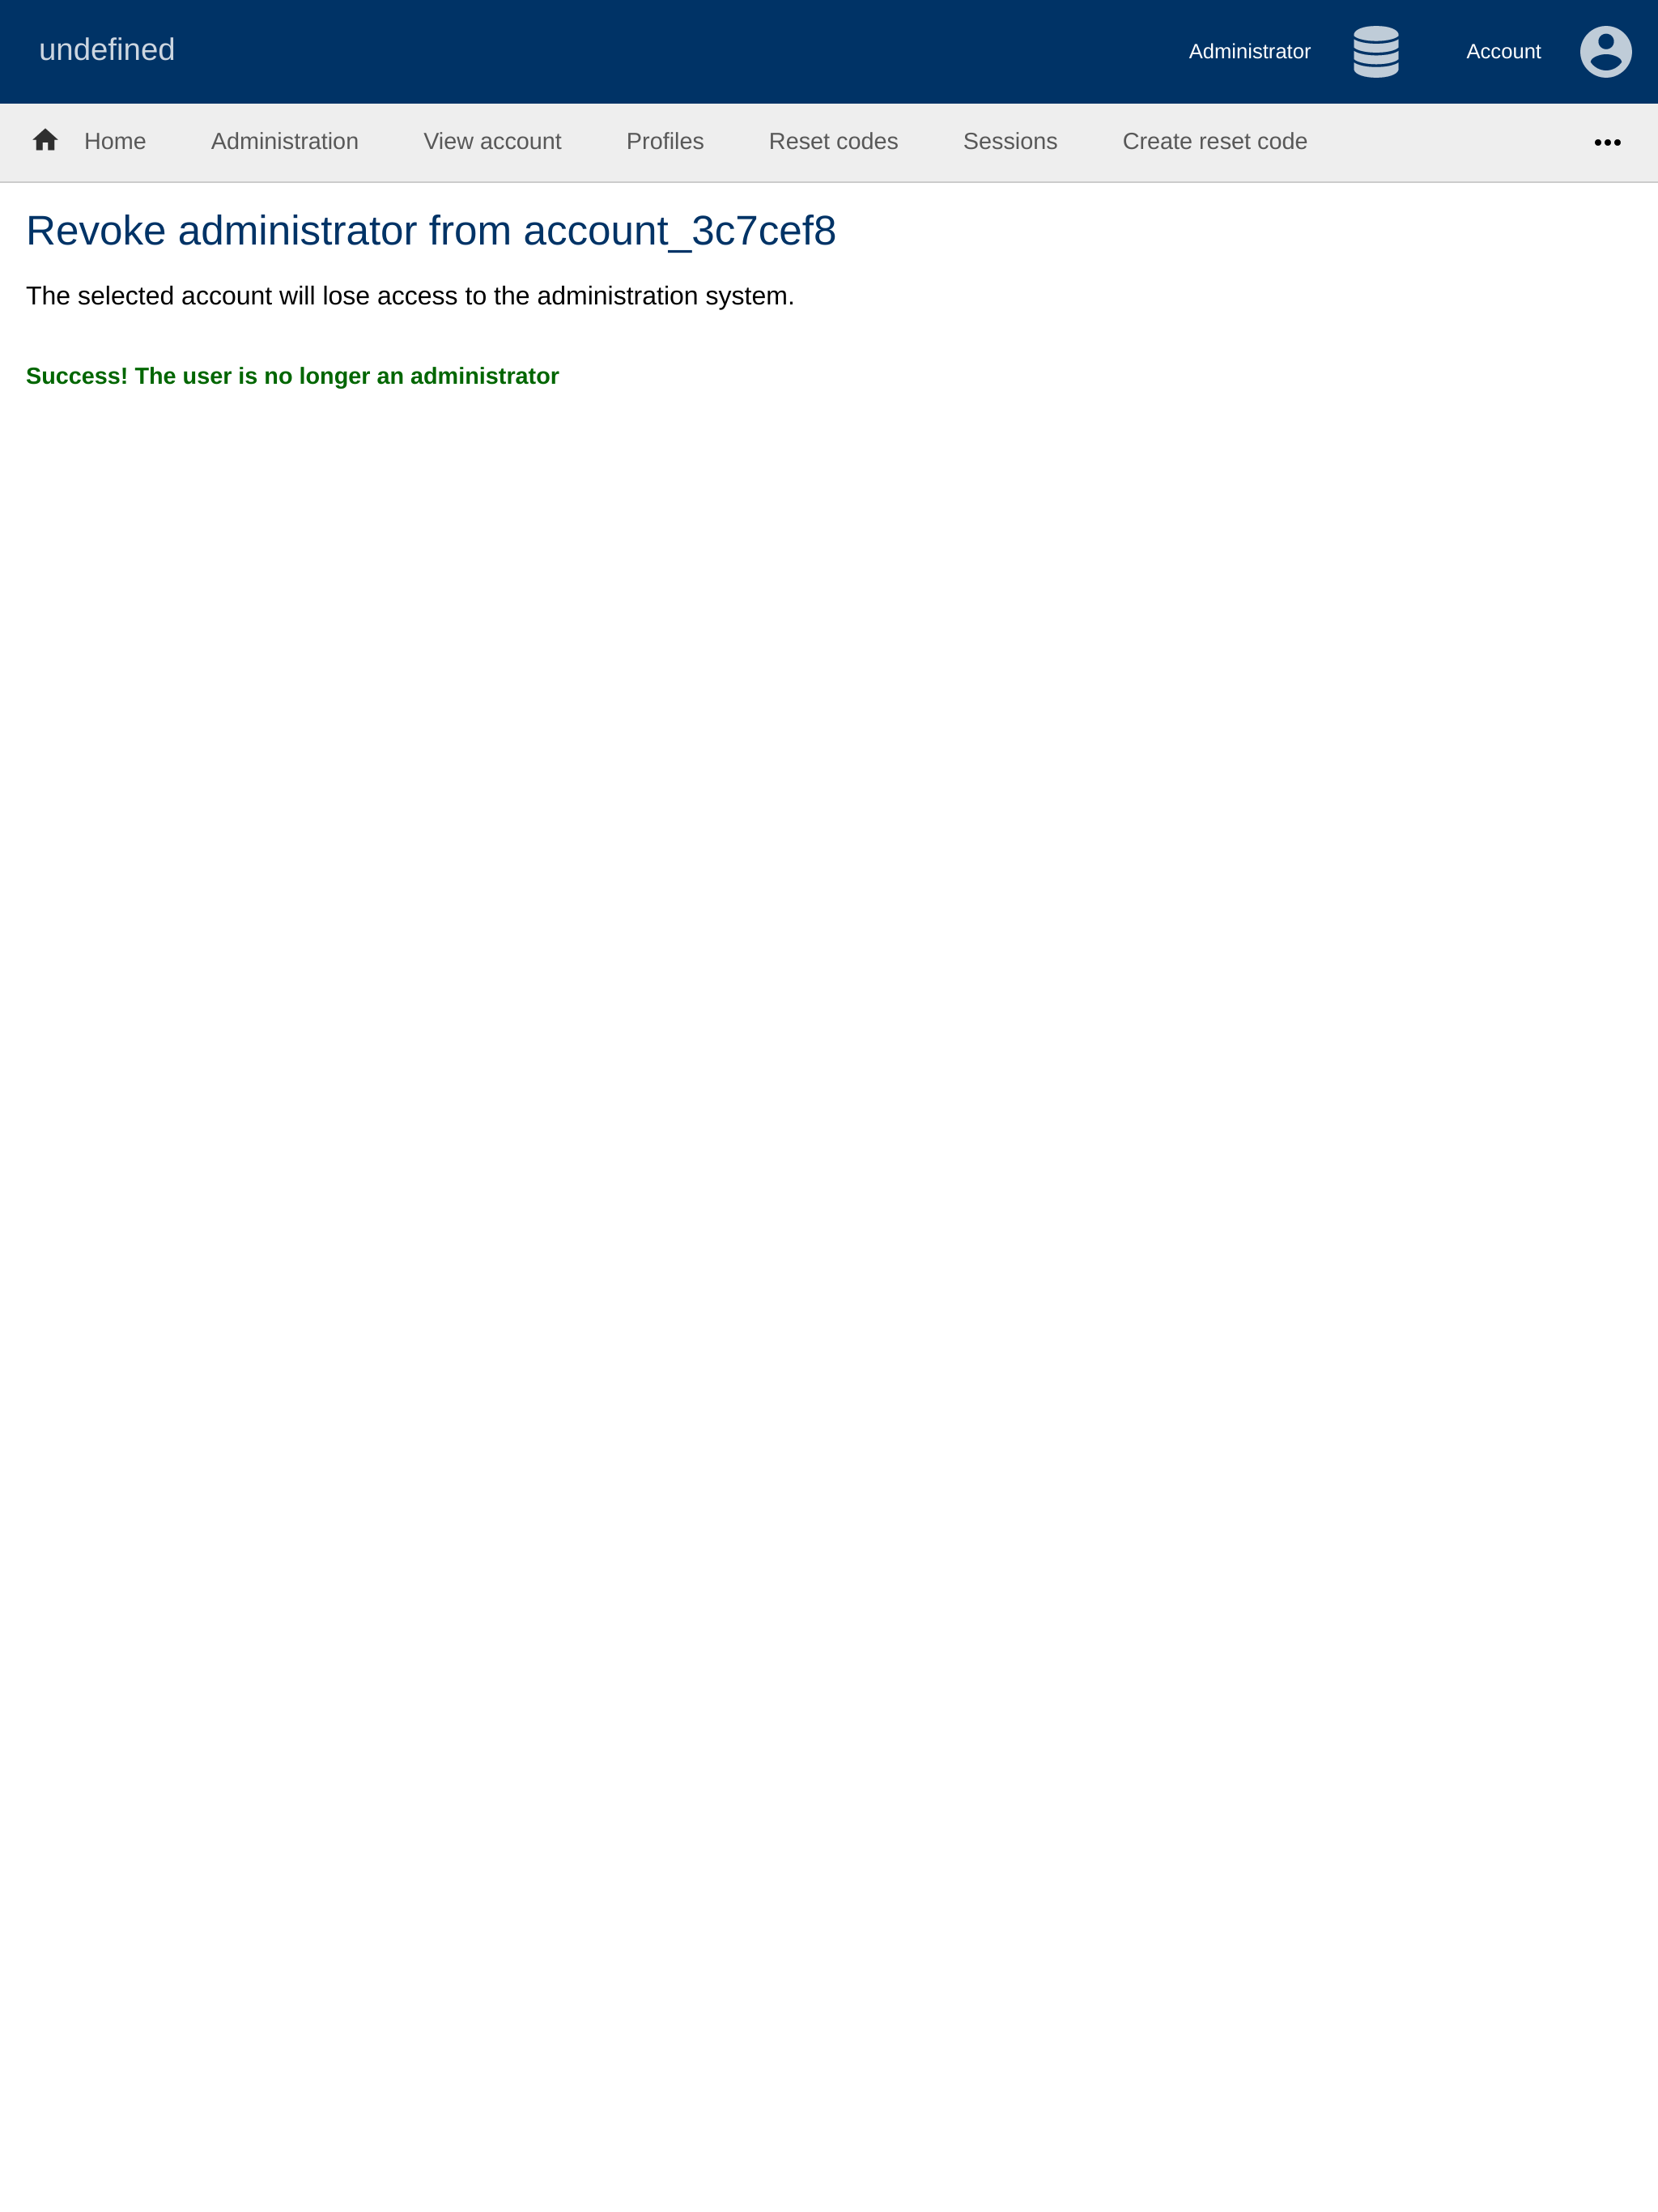 undefined
Administrator
Account
Home
Administration
View account
Profiles
Reset codes
Sessions
Create reset code
•••
Revoke administrator from account_3c7cef8
The selected account will lose access to the administration system.
Success! The user is no longer an administrator